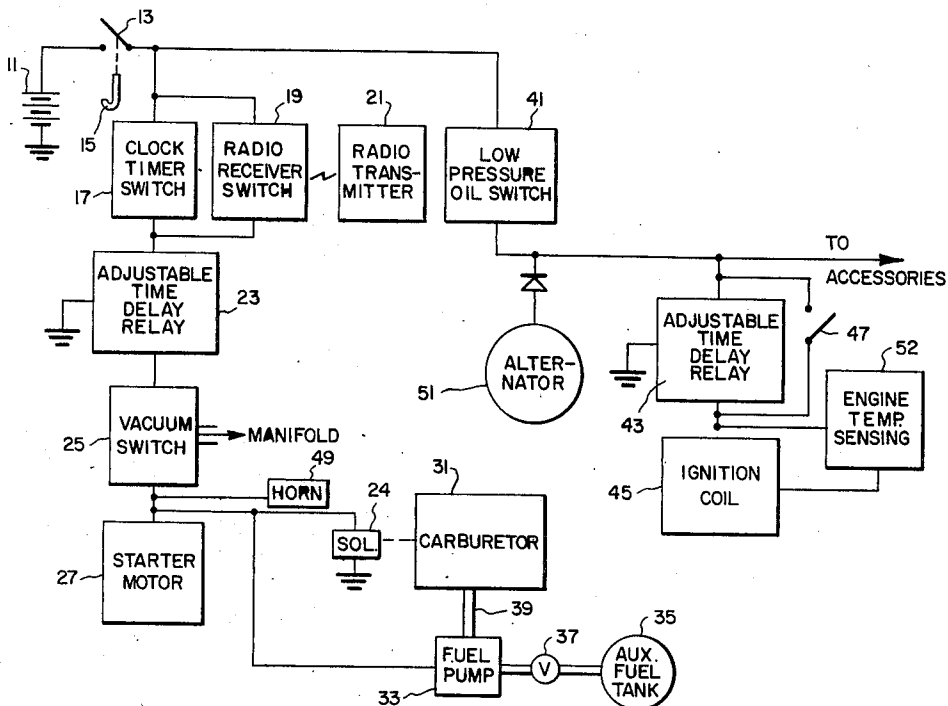 13
11
15
CLOCK
TIMER
SWITCH
17
19
RADIO
RECEIVER
SWITCH
21
RADIO
TRANS-
MITTER
41
LOW
PRESSURE
OIL SWITCH
ADJUSTABLE
TIME
DELAY
RELAY
23
TO
ACCESSORIES
ALTER-
NATOR
51
ADJUSTABLE
TIME
DELAY
RELAY
43
47
52
ENGINE
TEMP.
SENSING
VACUUM
SWITCH
25
MANIFOLD
49
HORN
24
SOL.
31
CARBURETOR
45
IGNITION
COIL
STARTER
MOTOR
27
39
FUEL
PUMP
33
37
V
35
AUX.
FUEL
TANK